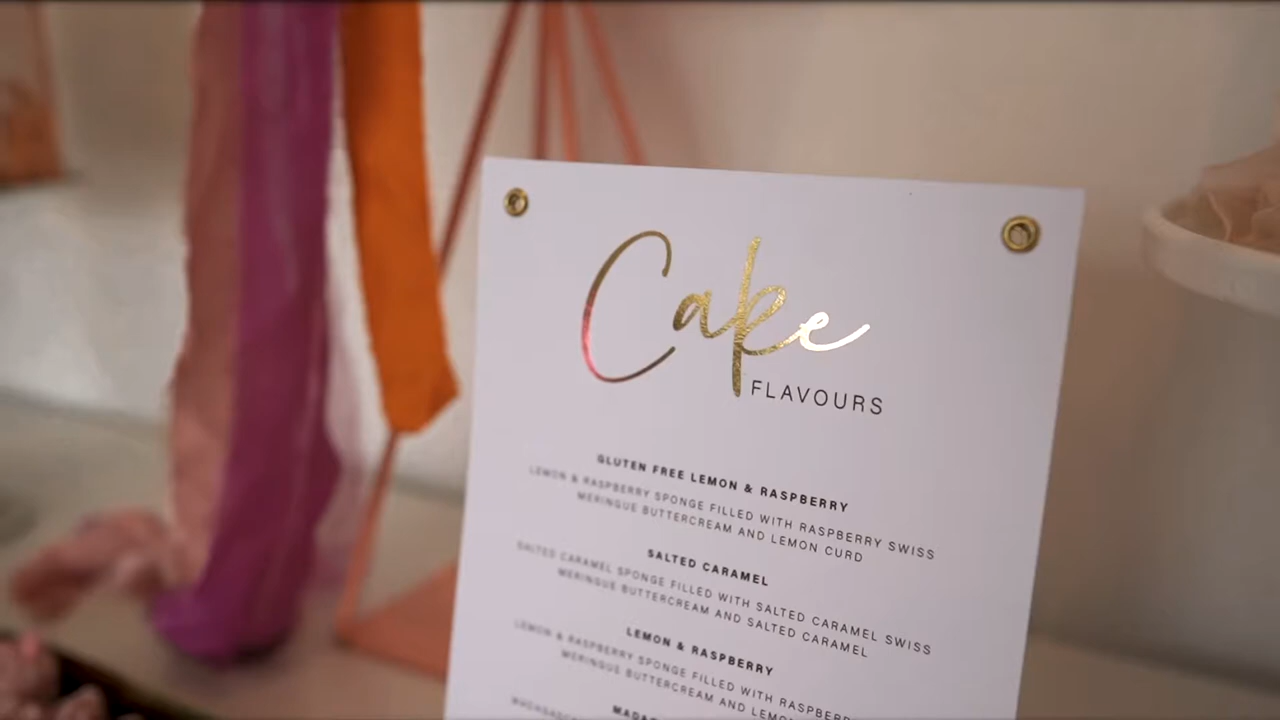 Cake
FLAVOURS
GLUTEN FREE LEMON & RASPBERRY
LEMON & RASPBERRY SPONGE FILLED WITH RASPBERRY SWISS
MERINGUE BUTTERCREAM AND LEMON CURD
SALTED CARAMEL
SALTED CARAMEL SPONGE FILLED WITH SALTED CARAMEL SWISS
MERINGUE BUTTERCREAM AND SALTED CARAMEL
LEMON & RASPBERRY
LEMON & RASPBERRY SPONGE FILLED WITH RASPBERRY
MERINGUE BUTTERCREAM AND LEMON